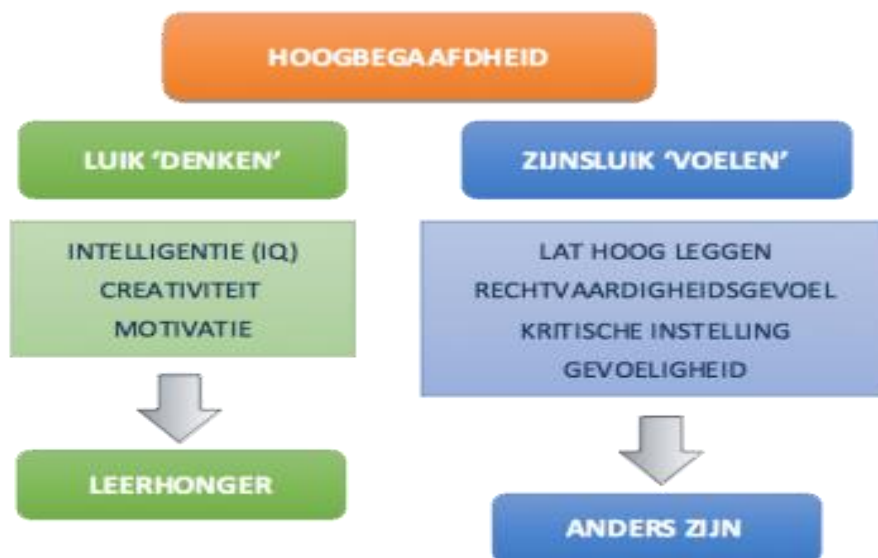 HOOGBEGAAFDHEID
LUIK ‘DENKEN’
INTELLIGENTIE (IQ)
CREATIVITEIT
MOTIVATIE
LEERHONGER
ZIJNSLUIK ‘VOELEN’
LAT HOOG LEGGEN
RECHTVAARDIGHEIDSGEVOEL
KRITISCHE INSTELLING
GEVOELIGHEID
ANDERS ZIJN